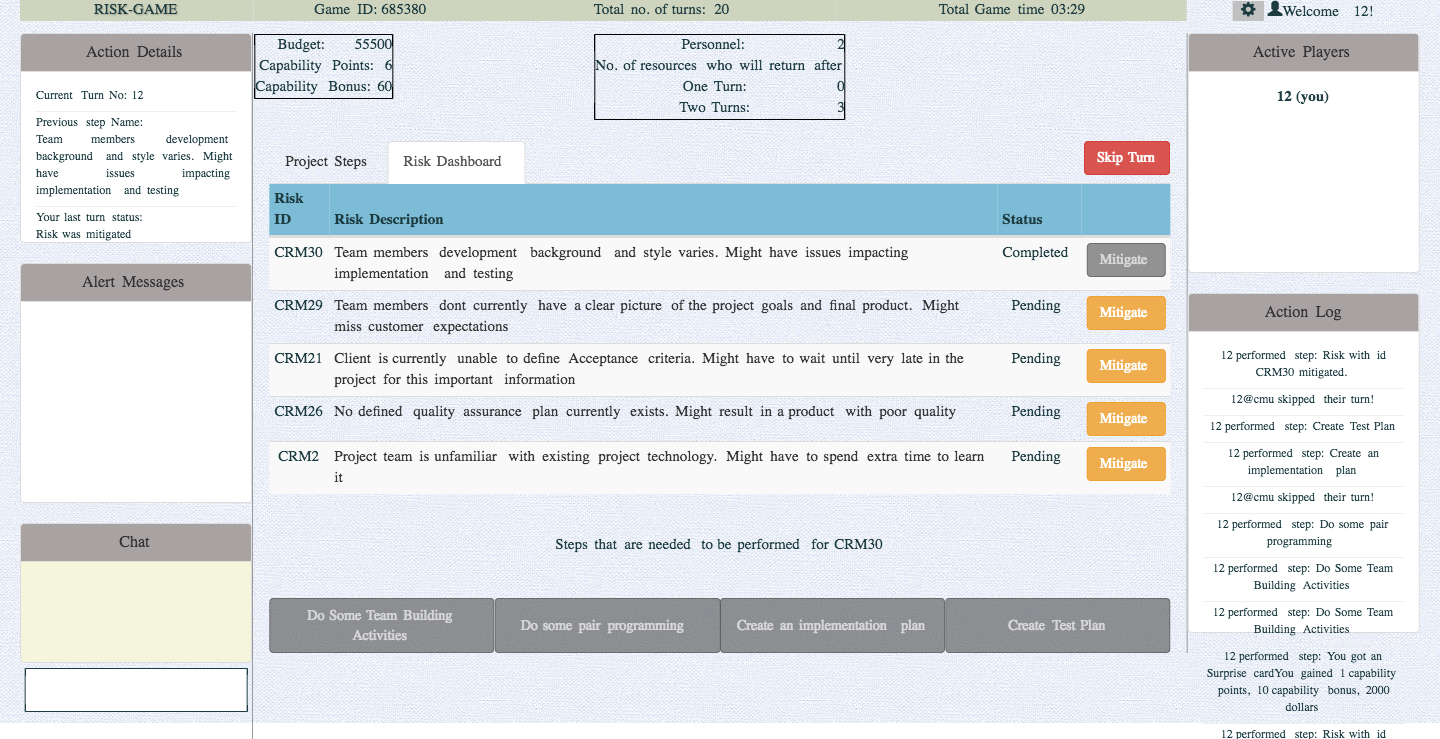 RISK-GAME Game ID: 685380 Total no. of turns: 20 Total Game time 03:29 Welcome 12!
Action Details
Current Turn No: 12
Previous step Name:
Team members development
background and style varies. Might
have issues impacting
implementation and testing
Your last turn status:
Risk was mitigated
Alert Messages
Chat
Budget: 55500
Capability Points: 6
Capability Bonus: 60
Personnel: 2
No. of resources who will return after
One Turn: 0
Two Turns: 3
Project Steps Risk Dashboard Skip Turn
Risk
ID Risk Description Status
CRM30 Team members development background and style varies. Might have issues impacting Completed Mitigate
implementation and testing
CRM29 Team members dont currently have a clear picture of the project goals and final product. Might Pending Mitigate
miss customer expectations
CRM21 Client is currently unable to define Acceptance criteria. Might have to wait until very late in the Pending Mitigate
project for this important information
CRM26 No defined quality assurance plan currently exists. Might result in a product with poor quality Pending Mitigate
CRM2 Project team is unfamiliar with existing project technology. Might have to spend extra time to learn Pending Mitigate
it
Steps that are needed to be performed for CRM30
Do Some Team Building
Activities
Do some pair programming
Create an implementation plan
Create Test Plan
Active Players
12 (you)
Action Log
12 performed step: Risk with id
CRM30 mitigated.
12@cmu skipped their turn!
12 performed step: Create Test Plan
12 performed step: Create an
implementation plan
12@cmu skipped their turn!
12 performed step: Do some pair
programming
12 performed step: Do Some Team
Building Activities
12 performed step: Do Some Team
Building Activities
12 performed step: You got an
Surprise cardYou gained 1 capability
points, 10 capability bonus, 2000
dollars
12 performed step: Risk with id